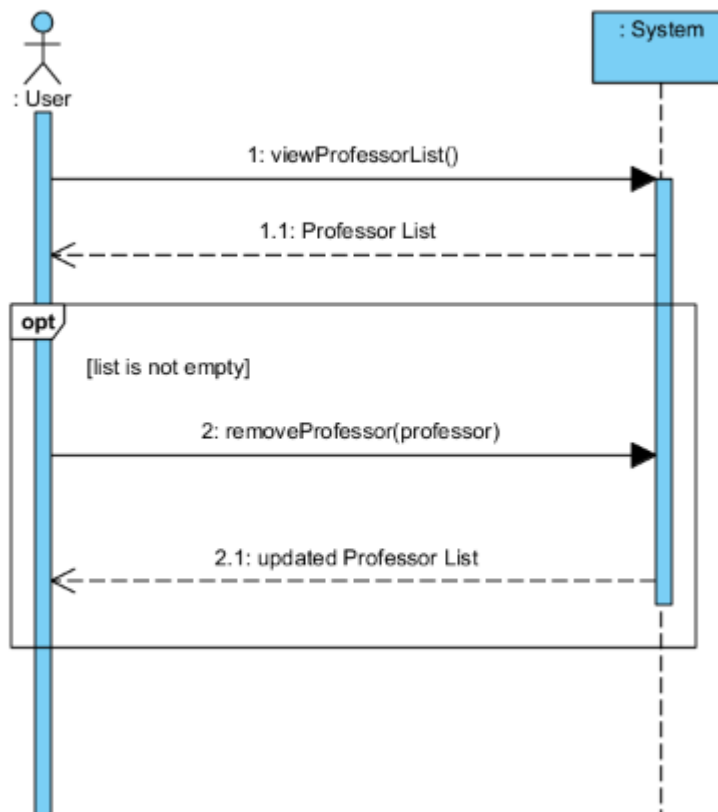 : System
: User
1: viewProfessorList()
1.1: Professor List
opt
[list is not empty]
2: removeProfessor(professor)
2.1: updated Professor List